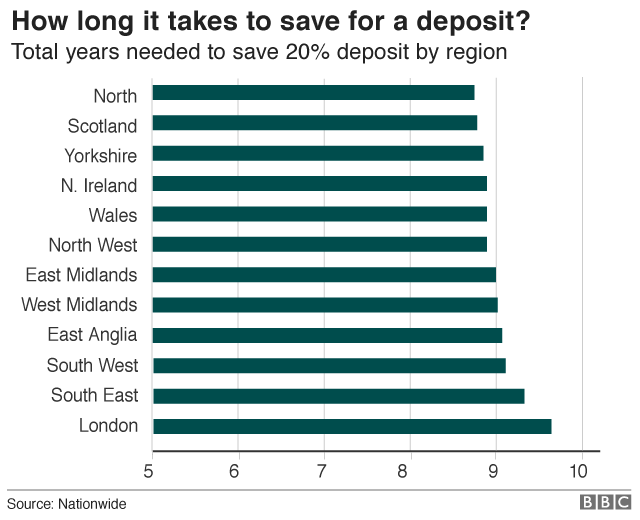 How long it takes to save for a deposit?
Total years needed to save 20% deposit by region
North
Scotland
Yorkshire
N. Ireland
Wales
North West
East Midlands
West Midlands
East Anglia
South West
South East
London
5 6 7 8 9 10
Source: Nationwide
BBC